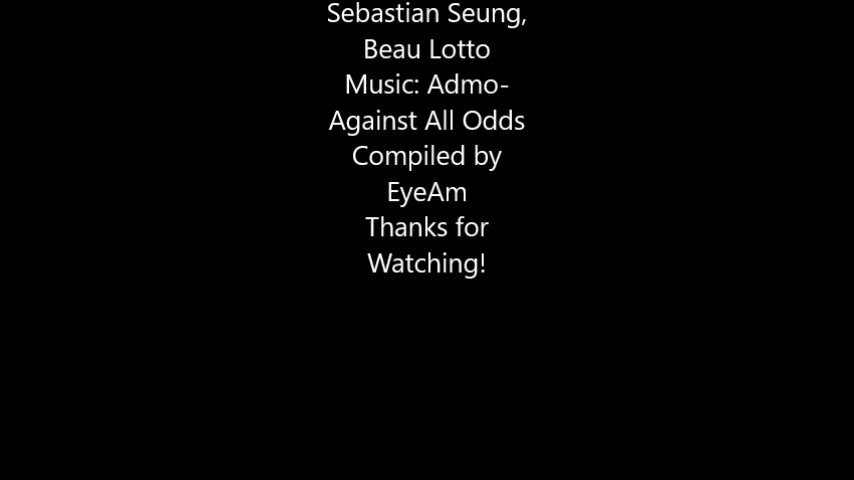 Sebastian Seung,
Beau Lotto
Music: Admo-
Against All Odds
Compiled by
EyeAm
Thanks for
Watching!